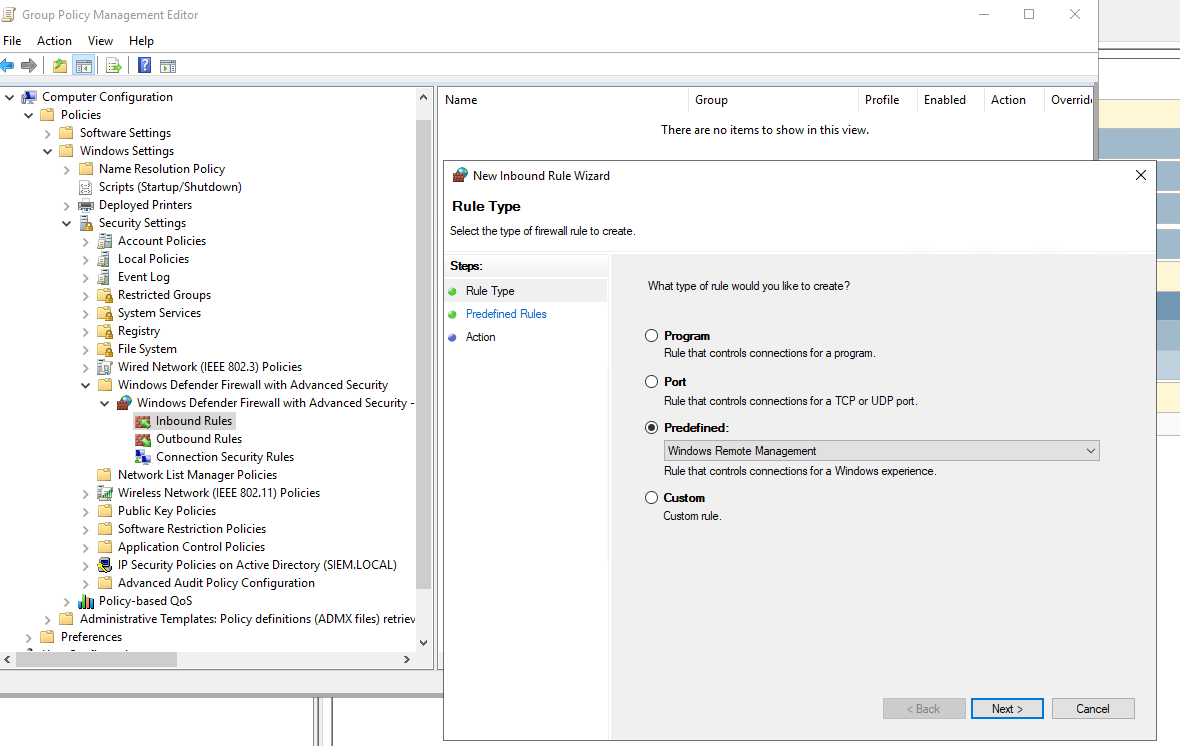 Group Policy Management Editor
File Action View Help
Computer Configuration
Policies
Software Settings
Windows Settings
Name Resolution Policy
Scripts (Startup/Shutdown)
Deployed Printers
Security Settings
Account Policies
Local Policies
Event Log
Restricted Groups
System Services
Registry
File System
Wired Network (IEEE 802.3) Policies
Windows Defender Firewall with Advanced Security
Windows Defender Firewall with Advanced Security -
Inbound Rules
Outbound Rules
Connection Security Rules
Network List Manager Policies
Wireless Network (IEEE 802.11) Policies
Public Key Policies
Software Restriction Policies
Application Control Policies
IP Security Policies on Active Directory (SIEM.LOCAL)
Advanced Audit Policy Configuration
Policy-based QoS
Administrative Templates: Policy definitions (ADMX files) retriev
Preferences
Name Group Profile Enabled Action Override
There are no items to show in this view.
New Inbound Rule Wizard
Rule Type
Select the type of firewall rule to create.
Steps:
Rule Type
Predefined Rules
Action
What type of rule would you like to create?
Program
Rule that controls connections for a program.
Port
Rule that controls connections for a TCP or UDP port.
Predefined:
Windows Remote Management
Rule that controls connections for a Windows experience.
Custom
Custom rule.
< Back Next > Cancel